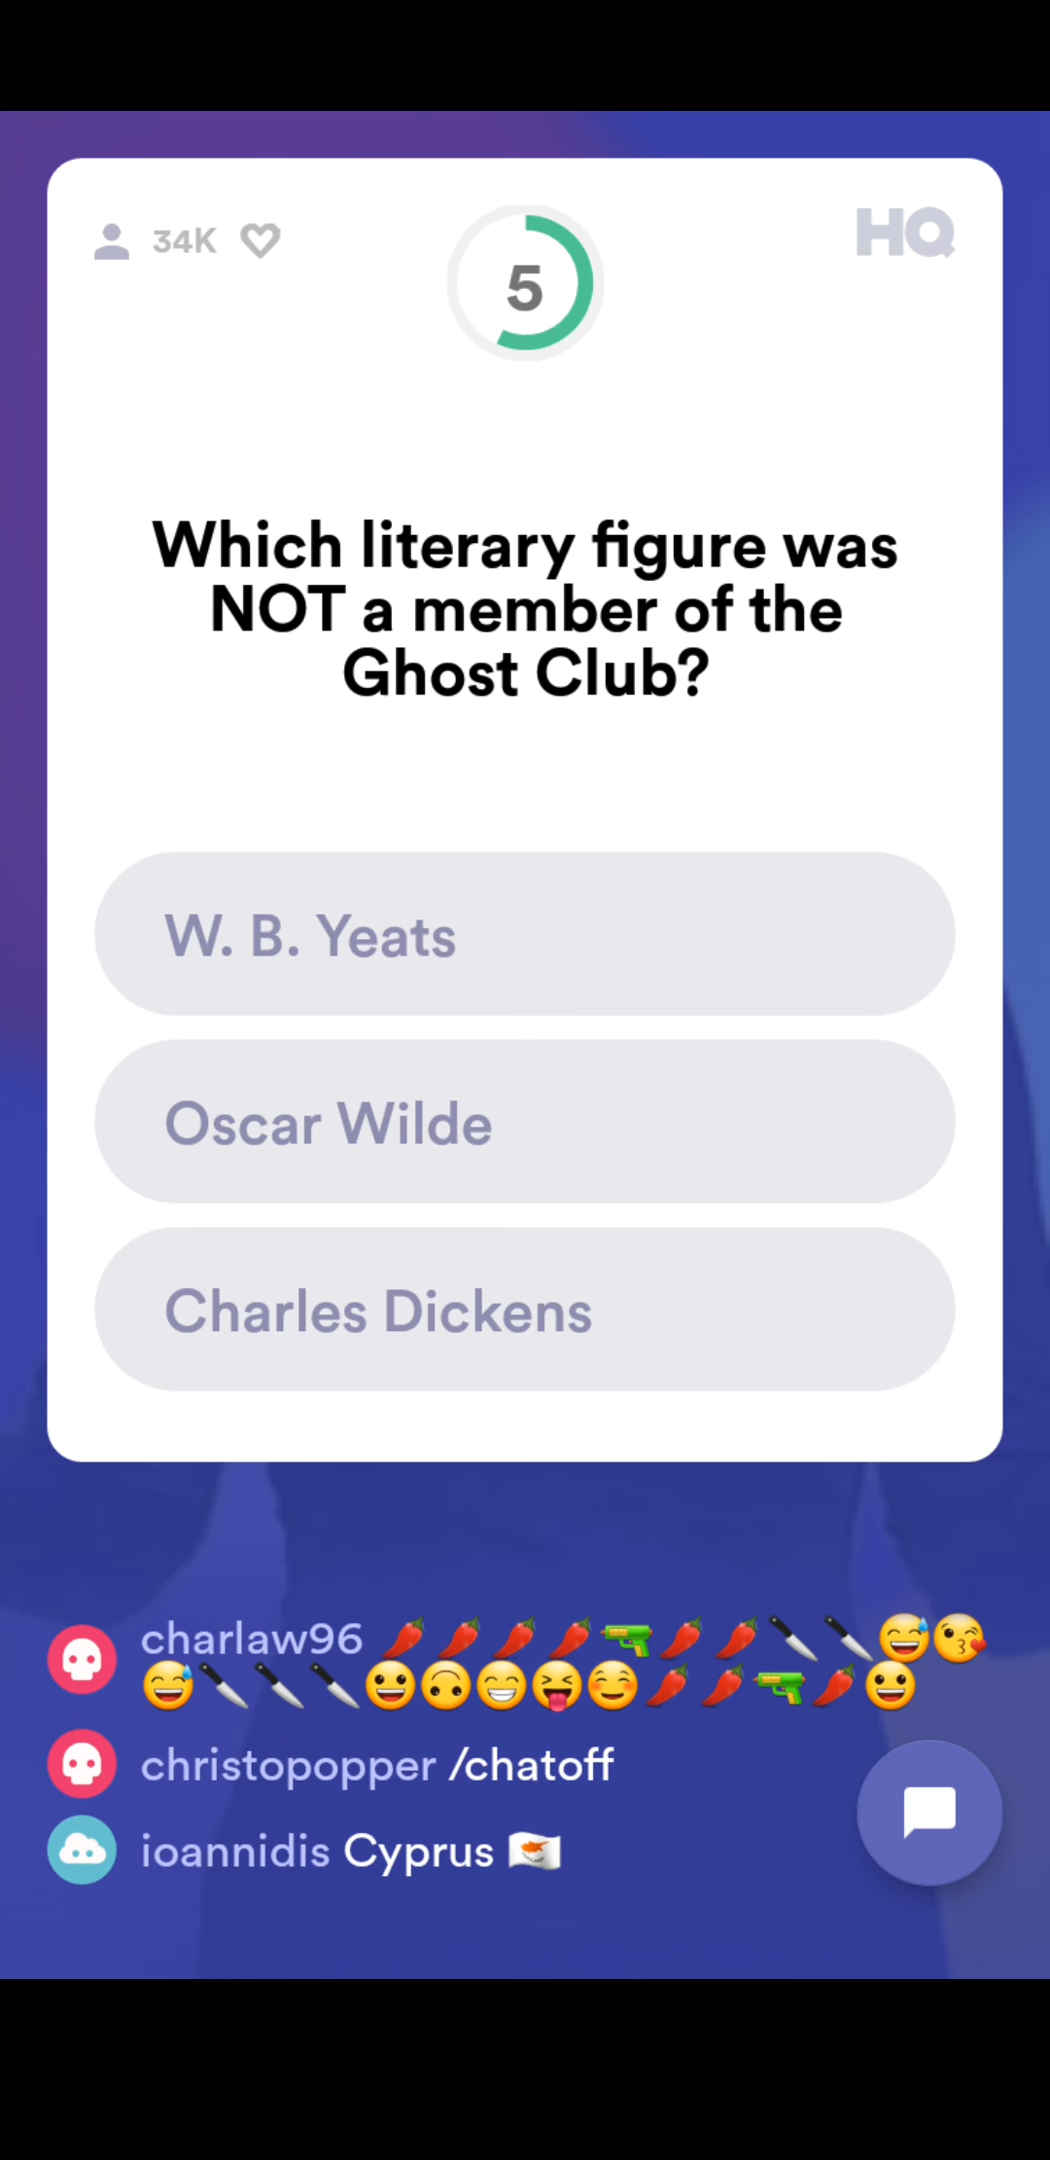 34K
5
HQ
Which literary figure was
NOT a member of the
Ghost Club?
W. B. Yeats
Oscar Wilde
Charles Dickens
charlaw96 🌶️🌶️🌶️🌶️🔫🌶️🌶️🔪🔪😅😘
😅🔪🔪🔪😀🙃😁😝☺️🌶️🌶️🔫🌶️😀
christopopper /chatoff
ioannidis Cyprus 🇨🇾